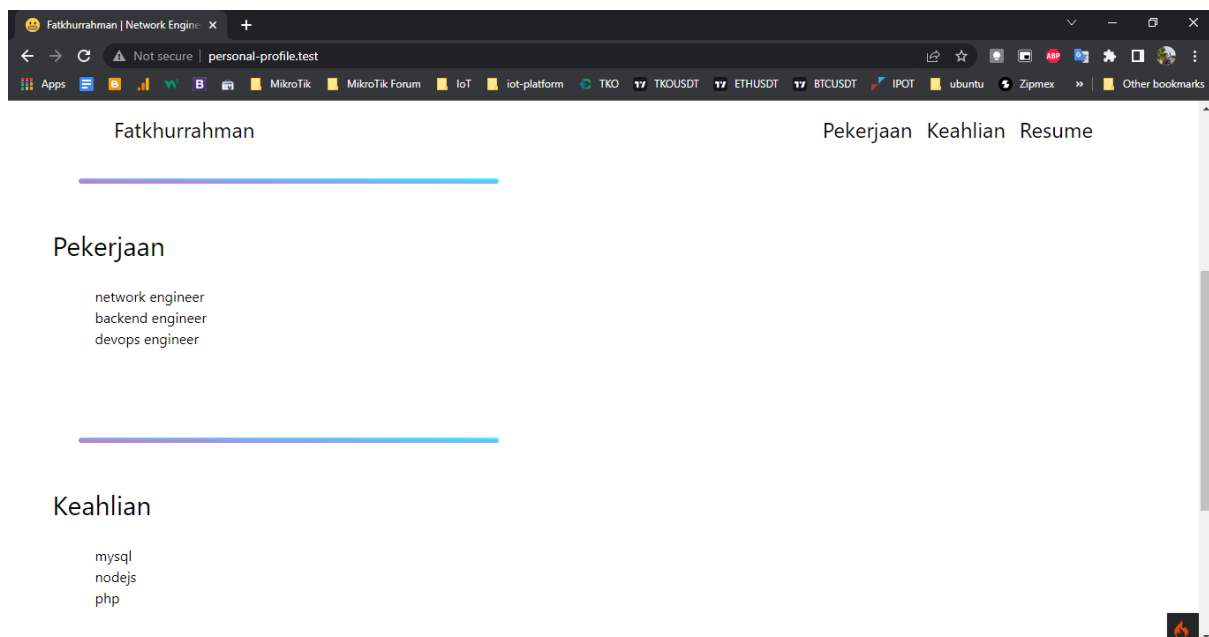 Fatkhurrahman | Network Engine
Not secure | personal-profile.test
Apps B MikroTik MikroTik Forum IoT iot-platform TKO TKOUSDT ETHUSDT BTCUSDT IPOT ubuntu Zipmex » Other bookmarks
ABP
Fatkhurrahman Pekerjaan Keahlian Resume
Pekerjaan
network engineer
backend engineer
devops engineer
Keahlian
mysql
nodejs
php